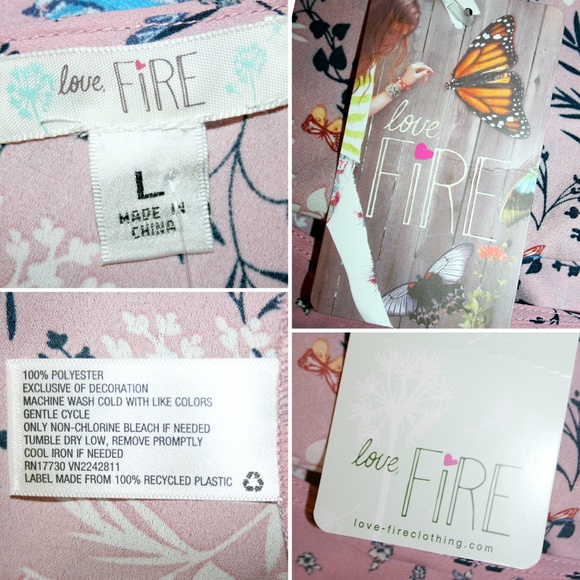 love,
FiRE
L
MADE IN
CHINA
love,
FiRE
100% POLYESTER
EXCLUSIVE OF DECORATION
MACHINE WASH COLD WITH LIKE COLORS
GENTLE CYCLE
ONLY NON-CHLORINE BLEACH IF NEEDED
TUMBLE DRY LOW, REMOVE PROMPTLY
COOL IRON IF NEEDED
RN17730 VN2242811
LABEL MADE FROM 100% RECYCLED PLASTIC
love,
FiRE
love-fireclothing.com